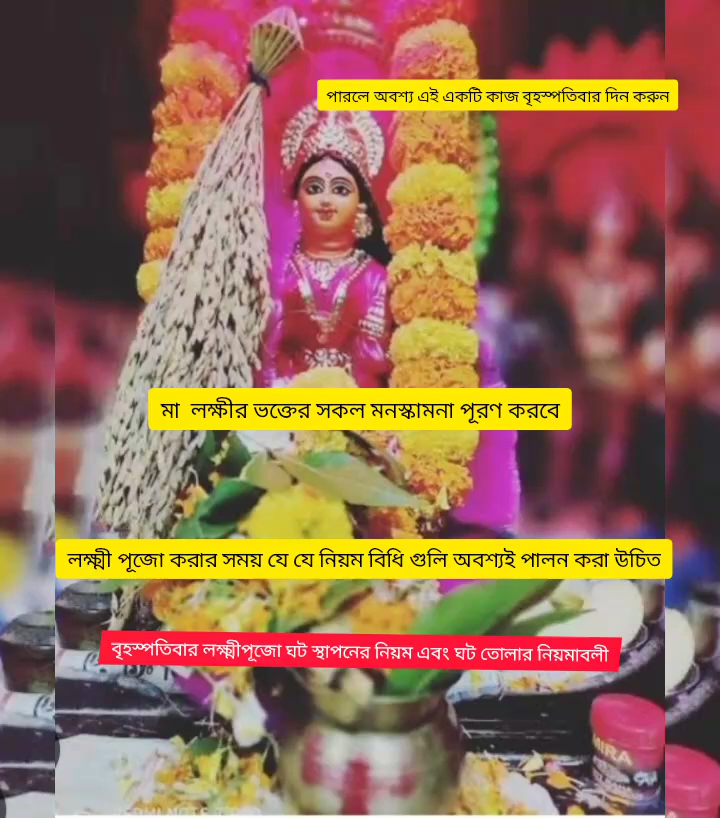 পারলে অবশ্য এই একটি কাজ বৃহস্পতিবার দিন করুন
মা লক্ষীর ভক্তের সকল মনস্কামনা পূরণ করবে
লক্ষ্মী পূজো করার সময় যে যে নিয়ম বিধি গুলি অবশ্যই পালন করা উচিত
বৃহস্পতিবার লক্ষ্মীপূজো ঘট স্থাপনের নিয়ম এবং ঘট তোলার নিয়মাবলী